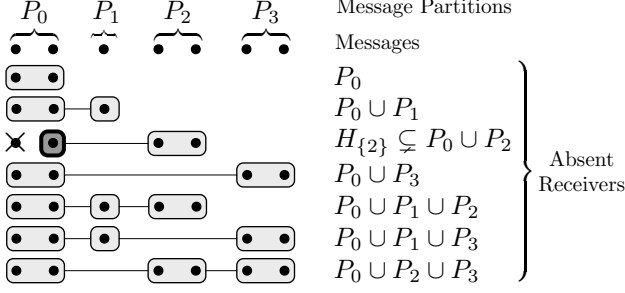 P₀ P₁ P₂ P₃ Message Partitions
Messages
P₀
P₀ ∪ P₁
H_{2} ⊊ P₀ ∪ P₂
P₀ ∪ P₃
P₀ ∪ P₁ ∪ P₂
P₀ ∪ P₁ ∪ P₃
P₀ ∪ P₂ ∪ P₃
Absent
Receivers